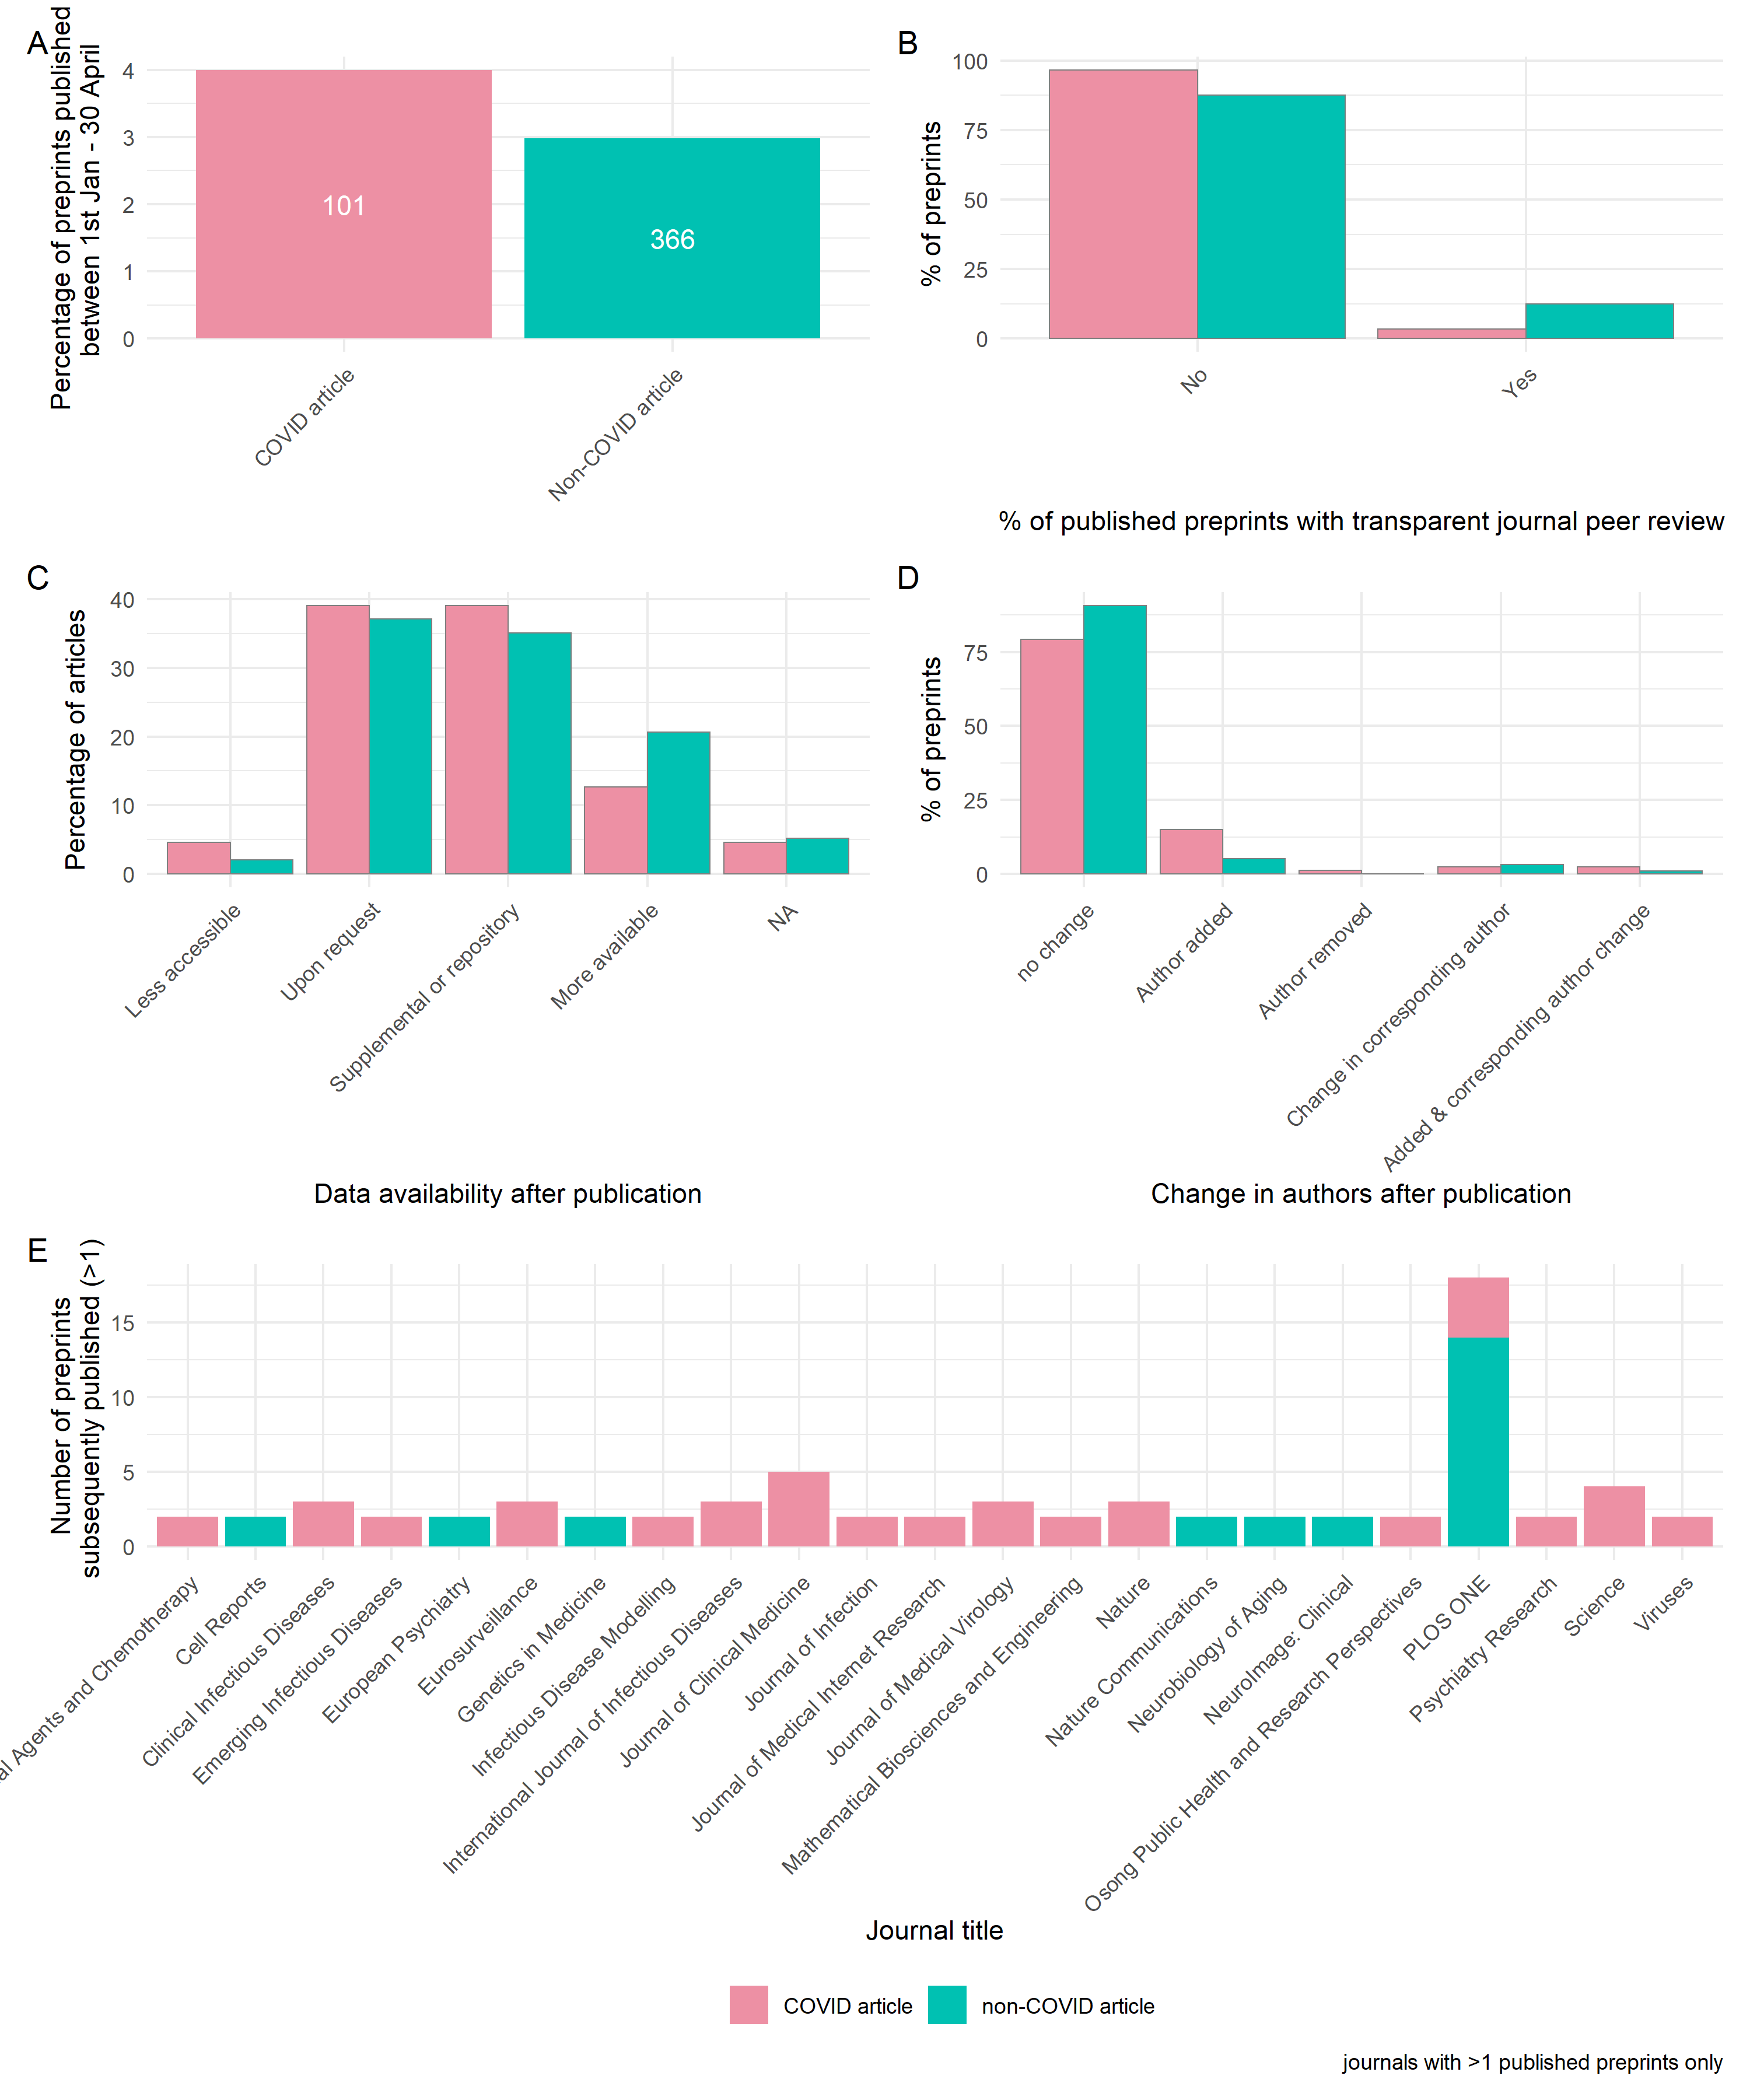 A
Percentage of preprints published
between 1st Jan - 30 April
4
3
2
1
0
101
366
COVID article
Non-COVID article
B
% of preprints
100
75
50
25
0
No
Yes
% of published preprints with transparent journal peer review
C
Percentage of articles
40
30
20
10
0
Less accessible
Upon request
Supplemental or repository
More available
NA
Data availability after publication
D
% of preprints
75
50
25
0
no change
Author added
Author removed
Change in corresponding author
Added & corresponding author change
Change in authors after publication
E
Number of preprints
subsequently published (>1)
15
10
5
0
Agents and Chemotherapy
Cell Reports
Clinical Infectious Diseases
Emerging Infectious Diseases
European Psychiatry
Eurosurveillance
Genetics in Medicine
Infectious Disease Modelling
International Journal of Infectious Diseases
Journal of Clinical Medicine
Journal of Infection
Journal of Medical Internet Research
Journal of Medical Virology
Mathematical Biosciences and Engineering
Nature
Nature Communications
Neurobiology of Aging
NeuroImage: Clinical
Osong Public Health and Research Perspectives
PLOS ONE
Psychiatry Research
Science
Viruses
Journal title
COVID article
non-COVID article
journals with >1 published preprints only